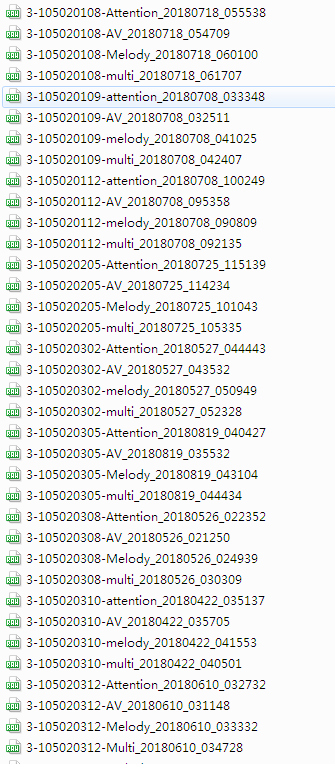 3-105020108-Attention_20180718_055538
3-105020108-AV_20180718_054709
3-105020108-Melody_20180718_060100
3-105020108-multi_20180718_061707
3-105020109-attention_20180708_033348
3-105020109-AV_20180708_032511
3-105020109-melody_20180708_041025
3-105020109-multi_20180708_042407
3-105020112-attention_20180708_100249
3-105020112-AV_20180708_095358
3-105020112-melody_20180708_090809
3-105020112-multi_20180708_092135
3-105020205-Attention_20180725_115139
3-105020205-AV_20180725_114234
3-105020205-Melody_20180725_101043
3-105020205-multi_20180725_105335
3-105020302-Attention_20180527_044443
3-105020302-AV_20180527_043532
3-105020302-melody_20180527_050949
3-105020302-multi_20180527_052328
3-105020305-Attention_20180819_040427
3-105020305-AV_20180819_035532
3-105020305-Melody_20180819_043104
3-105020305-multi_20180819_044434
3-105020308-Attention_20180526_022352
3-105020308-AV_20180526_021250
3-105020308-Melody_20180526_024939
3-105020308-multi_20180526_030309
3-105020310-attention_20180422_035137
3-105020310-AV_20180422_035705
3-105020310-melody_20180422_041553
3-105020310-multi_20180422_040501
3-105020312-Attention_20180610_032732
3-105020312-AV_20180610_031148
3-105020312-Melody_20180610_033332
3-105020312-Multi_20180610_034728